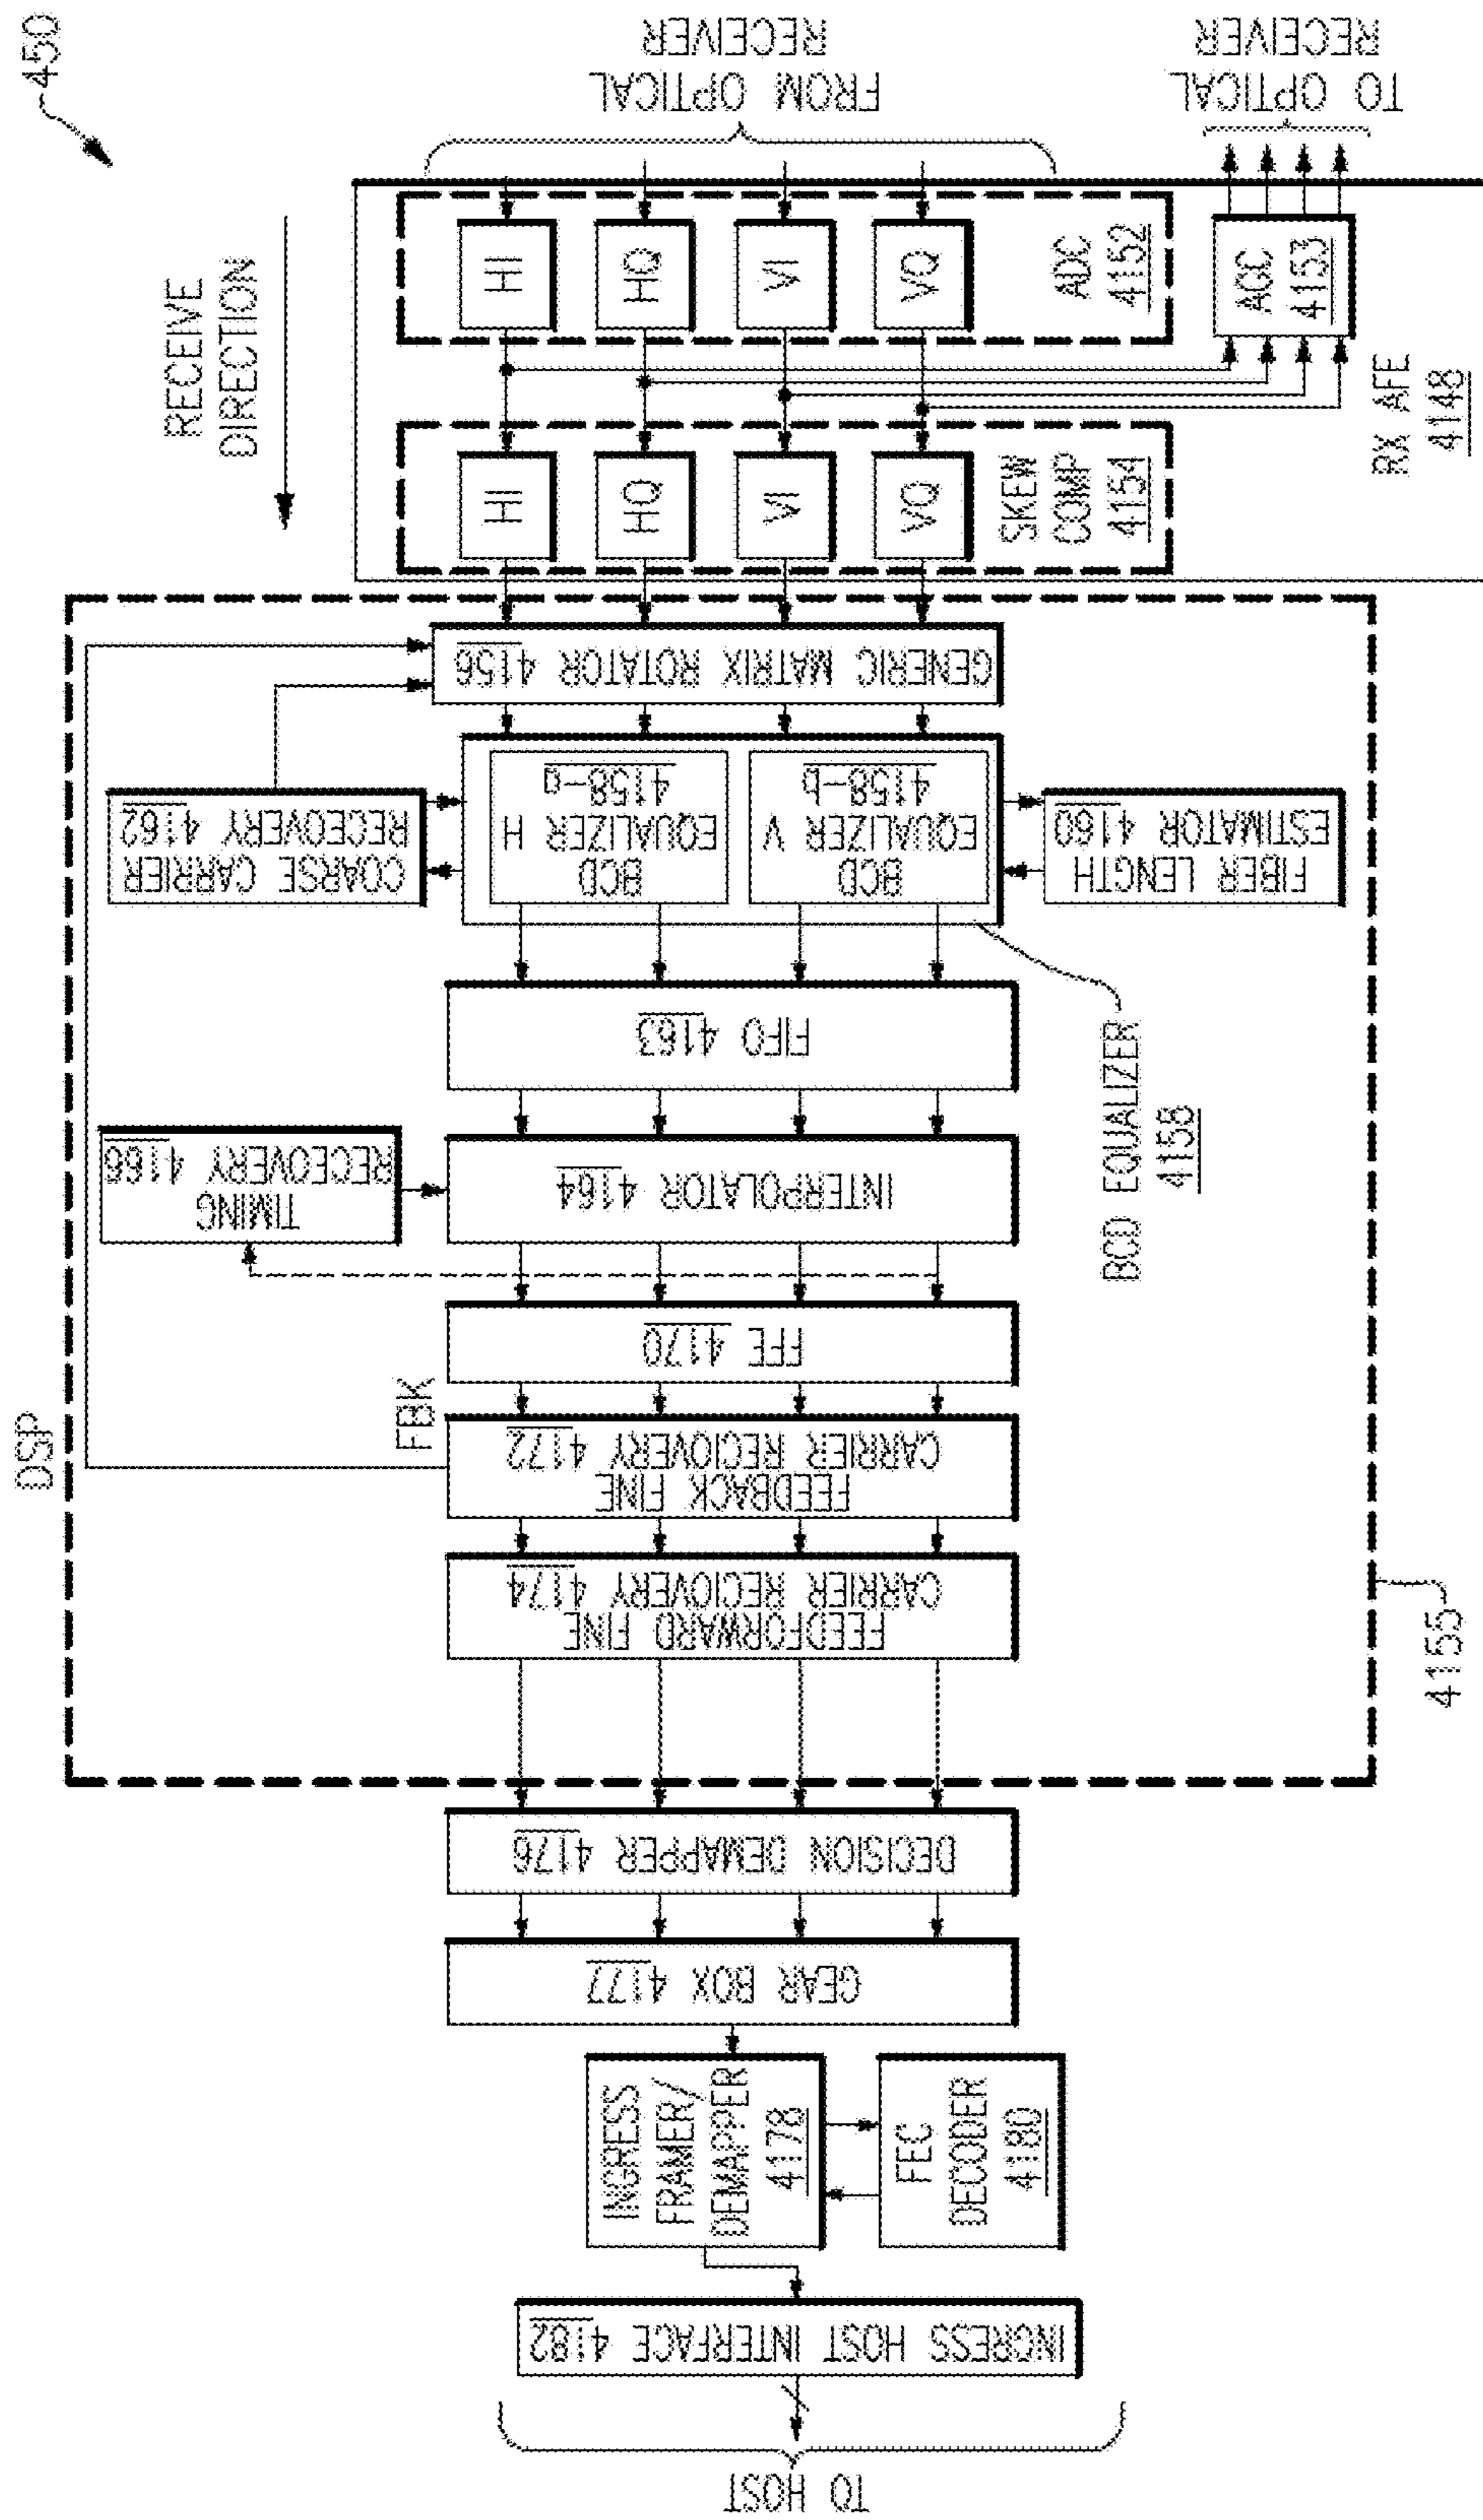 450
RECEIVE
DIRECTION
FROM OPTICAL
RECEIVER
TO OPTICAL
RECEIVER
HI
HQ
VI
VQ
ADC
4152
AGC
4153
HI
HQ
VI
VQ
SKEW
COMP
4154
RX AFE
4148
DSP
GENERIC MATRIX ROTATOR 4156
COARSE CARRIER
RECEOVERY 4162
BCD
EQUALIZER H
4158-a
BCD
EQUALIZER V
4158-b
FIBER LENGTH
ESTIMATOR 4160
BCD EQUALIZER
4158
FIFO 4163
TIMING
RECEOVERY 4166
INTERPOLATOR 4164
FFE 4170
FBK
FEEDBACK FINE
CARRIER RECIOVERY 4172
FEEDFORWARD FINE
CARRIER RECIOVERY 4174
4155
DECISION DEMAPPER 4176
GEAR BOX 4177
INGRESS
FRAMER/
DEMAPPER
4178
FEC
DECODER
4180
INGRESS HOST INTERFACE 4182
TO HOST